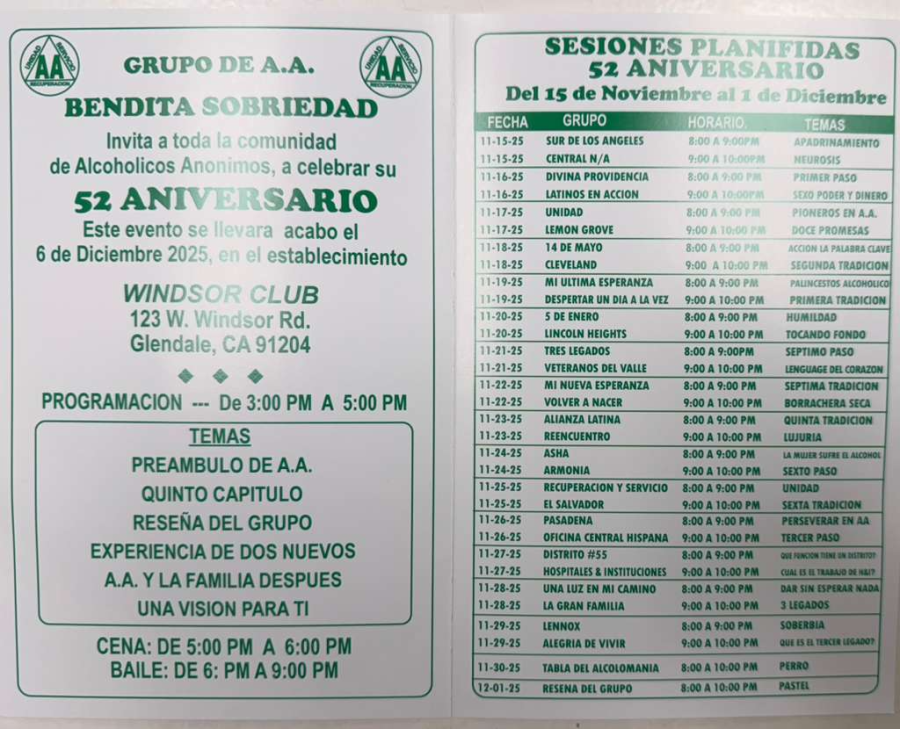 UNIDAD SERVICIO RECUPERACION
AA
UNIDAD SERVICIO RECUPERACION
AA
GRUPO DE A.A.
BENDITA SOBRIEDAD
Invita a toda la comunidad
de Alcoholicos Anonimos, a celebrar su
52 ANIVERSARIO
Este evento se llevara acabo el
6 de Diciembre 2025, en el establecimiento
WINDSOR CLUB
123 W. Windsor Rd.
Glendale, CA 91204
PROGRAMACION --- De 3:00 PM A 5:00 PM
TEMAS
PREAMBULO DE A.A.
QUINTO CAPITULO
RESEÑA DEL GRUPO
EXPERIENCIA DE DOS NUEVOS
A.A. Y LA FAMILIA DESPUES
UNA VISION PARA TI
CENA: DE 5:00 PM A 6:00 PM
BAILE: DE 6: PM A 9:00 PM
SESIONES PLANIFIDAS
52 ANIVERSARIO
Del 15 de Noviembre al 1 de Diciembre
FECHA GRUPO HORARIO. TEMAS
11-15-25 SUR DE LOS ANGELES 8:00 A 9:00PM APADRINAMIENTO
11-15-25 CENTRAL N/A 9:00 A 10:00PM NEUROSIS
11-16-25 DIVINA PROVIDENCIA 8:00 A 9:00 PM PRIMER PASO
11-16-25 LATINOS EN ACCION 9:00 A 10:00PM SEXO PODER Y DINERO
11-17-25 UNIDAD 8:00 A 9:00 PM PIONEROS EN A.A.
11-17-25 LEMON GROVE 9:00 A 10:00 PM DOCE PROMESAS
11-18-25 14 DE MAYO 8:00 A 9:00 PM ACCION LA PALABRA CLAVE
11-18-25 CLEVELAND 9:00 A 10:00 PM SEGUNDA TRADICION
11-19-25 MI ULTIMA ESPERANZA 8:00 A 9:00 PM PALINCESTOS ALCOHOLICO
11-19-25 DESPERTAR UN DIA A LA VEZ 9:00 A 10:00 PM PRIMERA TRADICION
11-20-25 5 DE ENERO 8:00 A 9:00 PM HUMILDAD
11-20-25 LINCOLN HEIGHTS 9:00 A 10:00 PM TOCANDO FONDO
11-21-25 TRES LEGADOS 8:00 A 9:00PM SEPTIMO PASO
11-21-25 VETERANOS DEL VALLE 9:00 A 10:00 PM LENGUAGE DEL CORAZON
11-22-25 MI NUEVA ESPERANZA 8:00 A 9:00 PM SEPTIMA TRADICION
11-22-25 VOLVER A NACER 9:00 A 10:00 PM BORRACHERA SECA
11-23-25 ALIANZA LATINA 8:00 A 9:00 PM QUINTA TRADICION
11-23-25 REENCUENTRO 9:00 A 10:00 PM LUJURIA
11-24-25 ASHA 8:00 A 9:00 PM LA MUJER SUFRE EL ALCOHOL
11-24-25 ARMONIA 9:00 A 10:00 PM SEXTO PASO
11-25-25 RECUPERACION Y SERVICIO 8:00 A 9:00 PM UNIDAD
11-25-25 EL SALVADOR 9:00 A 10:00 PM SEXTA TRADICION
11-26-25 PASADENA 8:00 A 9:00 PM PERSEVERAR EN AA
11-26-25 OFICINA CENTRAL HISPANA 9:00 A 10:00 PM TERCER PASO
11-27-25 DISTRITO #55 8:00 A 9:00 PM QUE FUNCION TIENE UN DISTRITO?
11-27-25 HOSPITALES & INSTITUCIONES 9:00 A 10:00 PM CUAL ES EL TRABAJO DE H&I?
11-28-25 UNA LUZ EN MI CAMINO 8:00 A 9:00 PM DAR SIN ESPERAR NADA
11-28-25 LA GRAN FAMILIA 9:00 A 10:00 PM 3 LEGADOS
11-29-25 LENNOX 8:00 A 9:00 PM SOBERBIA
11-29-25 ALEGRIA DE VIVIR 9:00 A 10:00 PM QUE ES EL TERCER LEGADO?
11-30-25 TABLA DEL ALCOLOMANIA 8:00 A 10:00 PM PERRO
12-01-25 RESENA DEL GRUPO 8:00 A 10:00 PM PASTEL